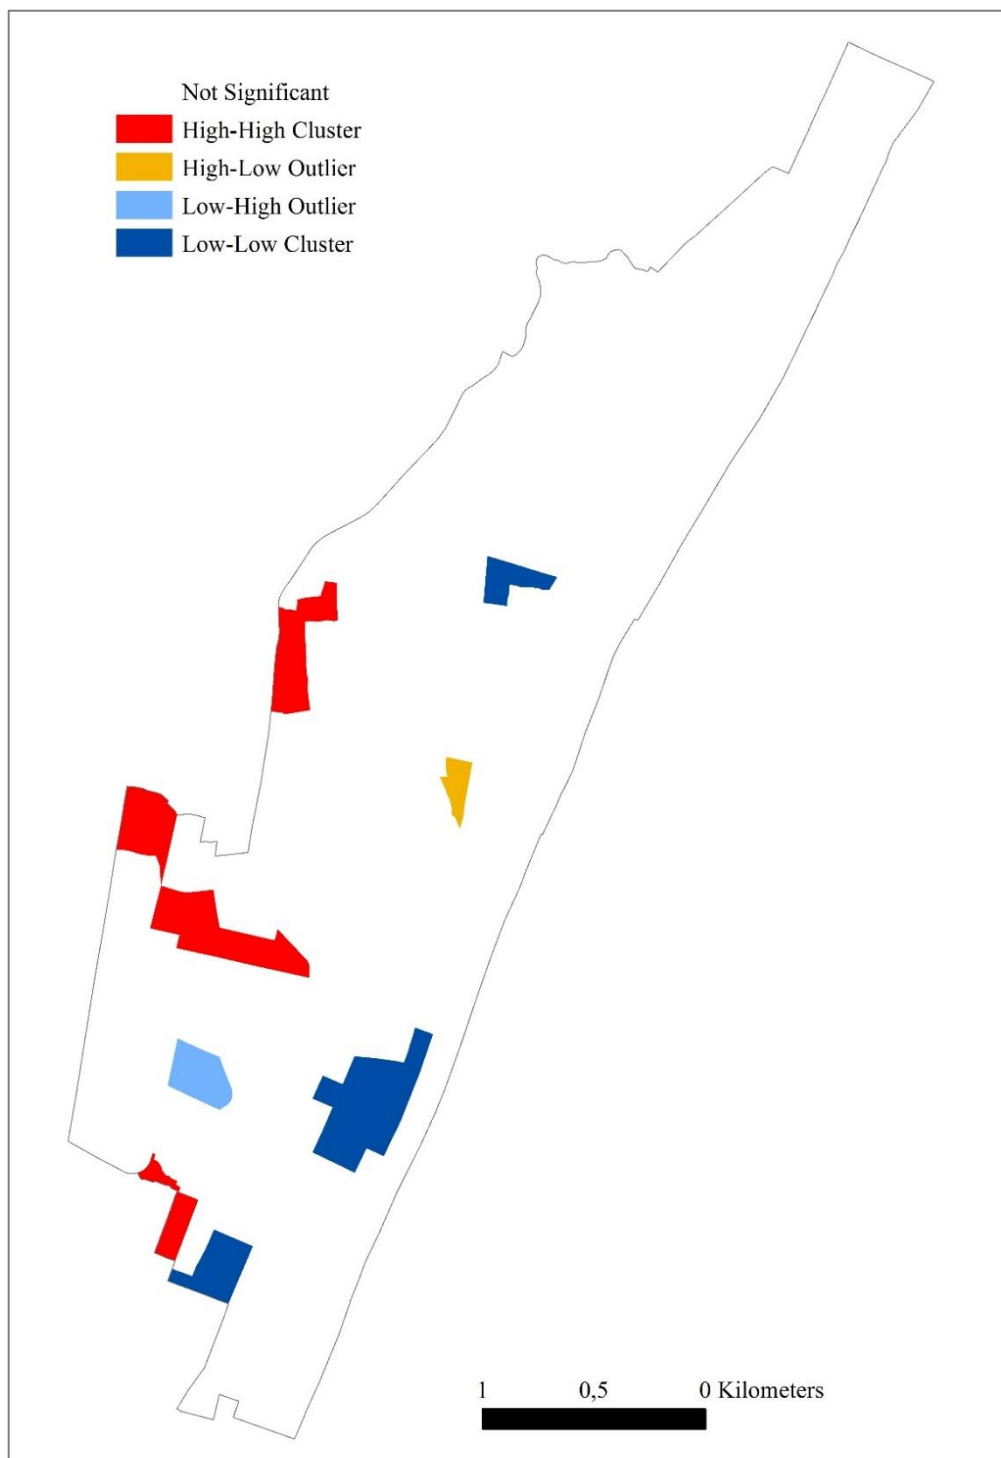 Not Significant
High-High Cluster
High-Low Outlier
Low-High Outlier
Low-Low Cluster
1 0,5 0 Kilometers